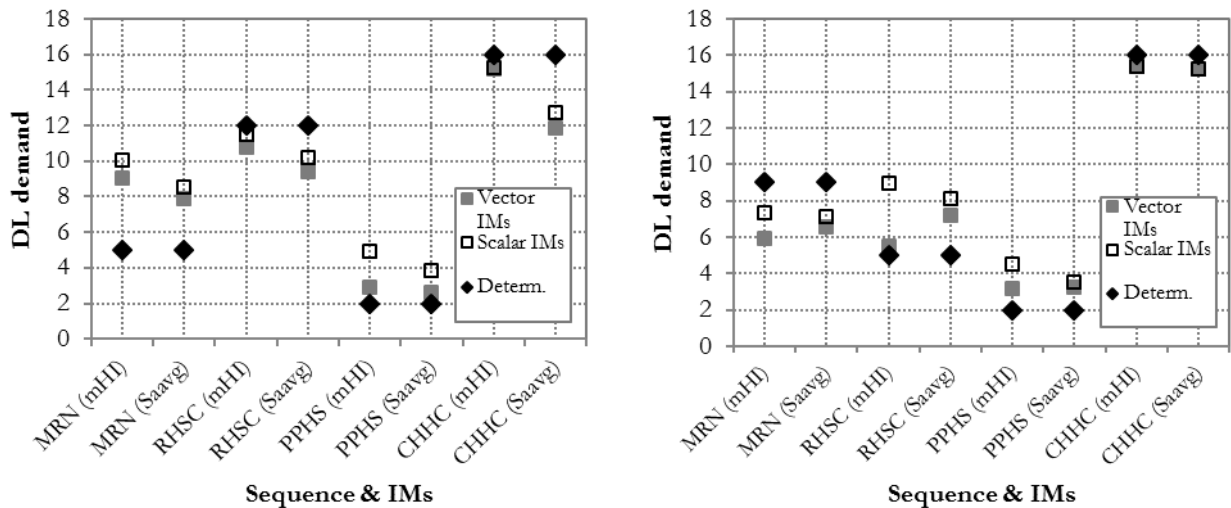 18
16
14
12
10
8
6
4
2
0
DL demand
Vector
IMs
Scalar IMs
Determ.
MRN (mHI)
MRN (Saavg)
RHSC (mHI)
RHSC (Saavg)
PPHS (mHI)
PPHS (Saavg)
CHHC (mHI)
CHHC (Saavg)
Sequence & IMs
18
16
14
12
10
8
6
4
2
0
DL demand
Vector
IMs
Scalar IMs
Determ.
MRN (mHI)
MRN (Saavg)
RHSC (mHI)
RHSC (Saavg)
PPHS (mHI)
PPHS (Saavg)
CHHC (mHI)
CHHC (Saavg)
Sequence & IMs